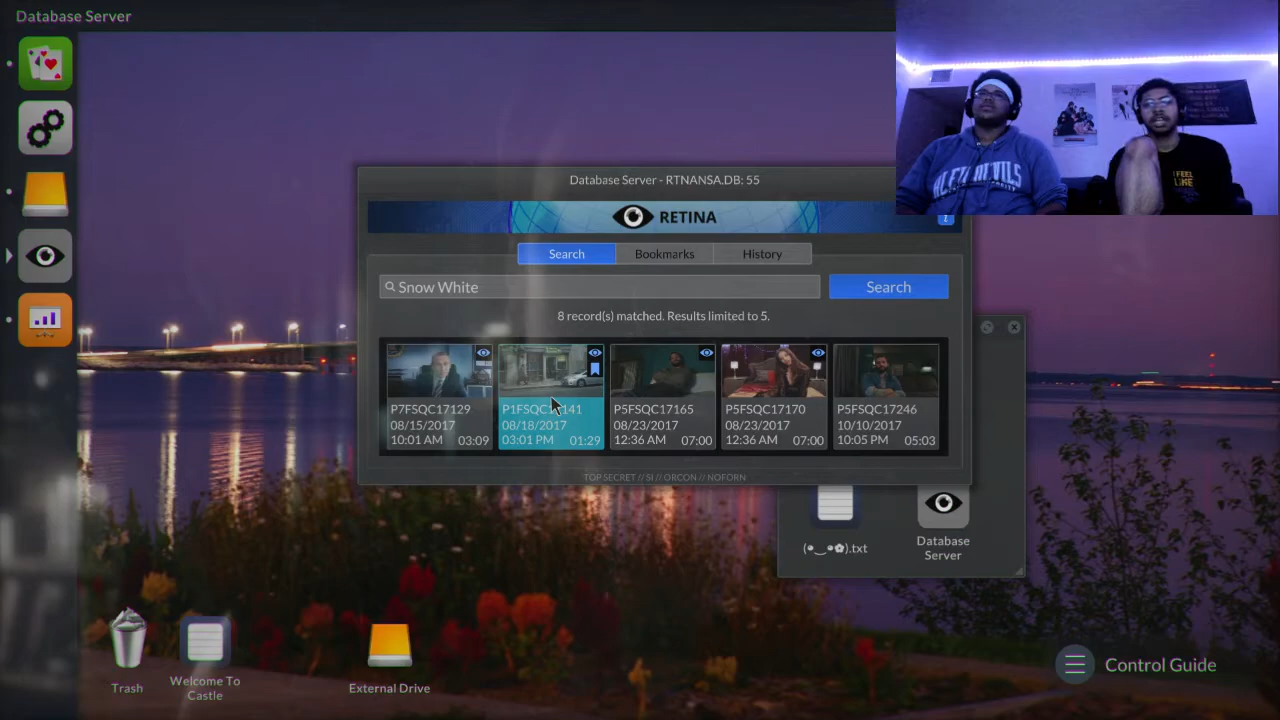 Database Server
Database Server - RTNANSA.DB: 55
RETINA
Search
Bookmarks
History
Snow White
Search
8 record(s) matched. Results limited to 5.
P7FSQC17129
08/15/2017
10:01 AM 03:09
08/18/2017
03:01 PM 01:29
P5FSQC17165
08/23/2017
12:36 AM 07:00
P5FSQC17170
08/23/2017
12:36 AM 07:00
P5FSQC17246
10/10/2017
10:05 PM 05:03
TOP SECRET // SI // ORCON // NOFORN
(•‿•✿).txt
Database
Server
Trash
Welcome To
Castle
External Drive
Control Guide
I FEEL
LIKE